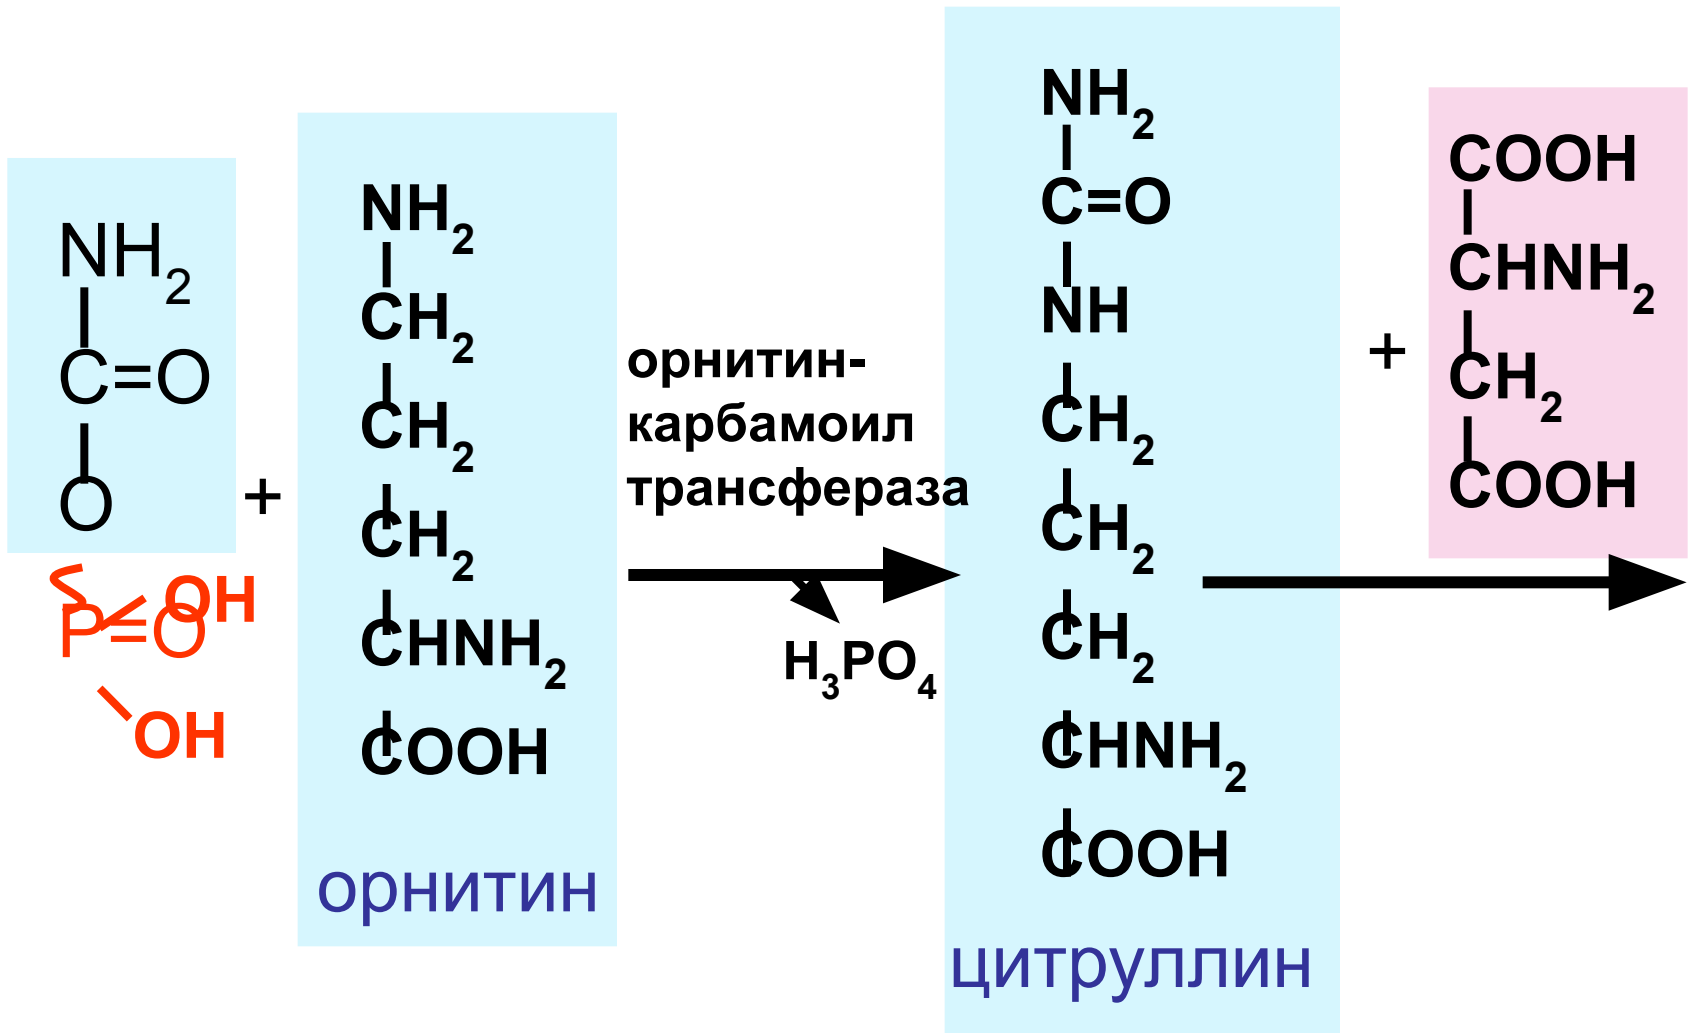 NH2
C=O
O
P=O
OH
OH
+
NH2
CH2
CH2
CH2
CHNH2
COOH
орнитин
орнитин-
карбамоил
трансфераза
H3PO4
NH2
C=O
NH
CH2
CH2
CH2
CHNH2
COOH
цитруллин
+
COOH
CHNH2
CH2
COOH